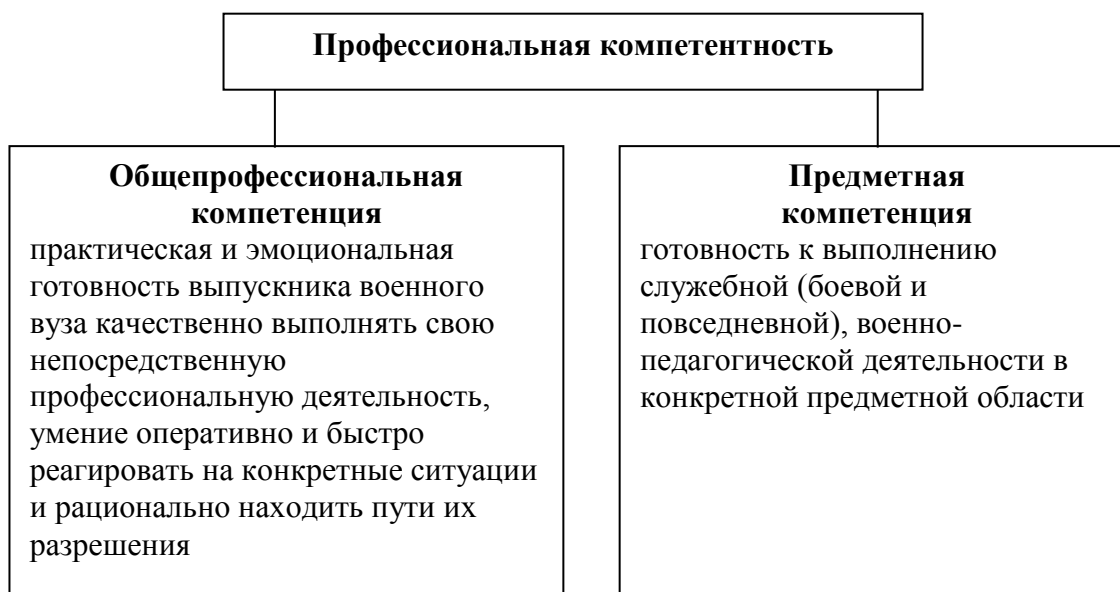 Профессиональная компетентность
Общепрофессиональная
компетенция
практическая и эмоциональная
готовность выпускника военного
вуза качественно выполнять свою
непосредственную
профессиональную деятельность,
умение оперативно и быстро
реагировать на конкретные ситуации
и рационально находить пути их
разрешения
Предметная
компетенция
готовность к выполнению
служебной (боевой и
повседневной), военно-
педагогической деятельности в
конкретной предметной области